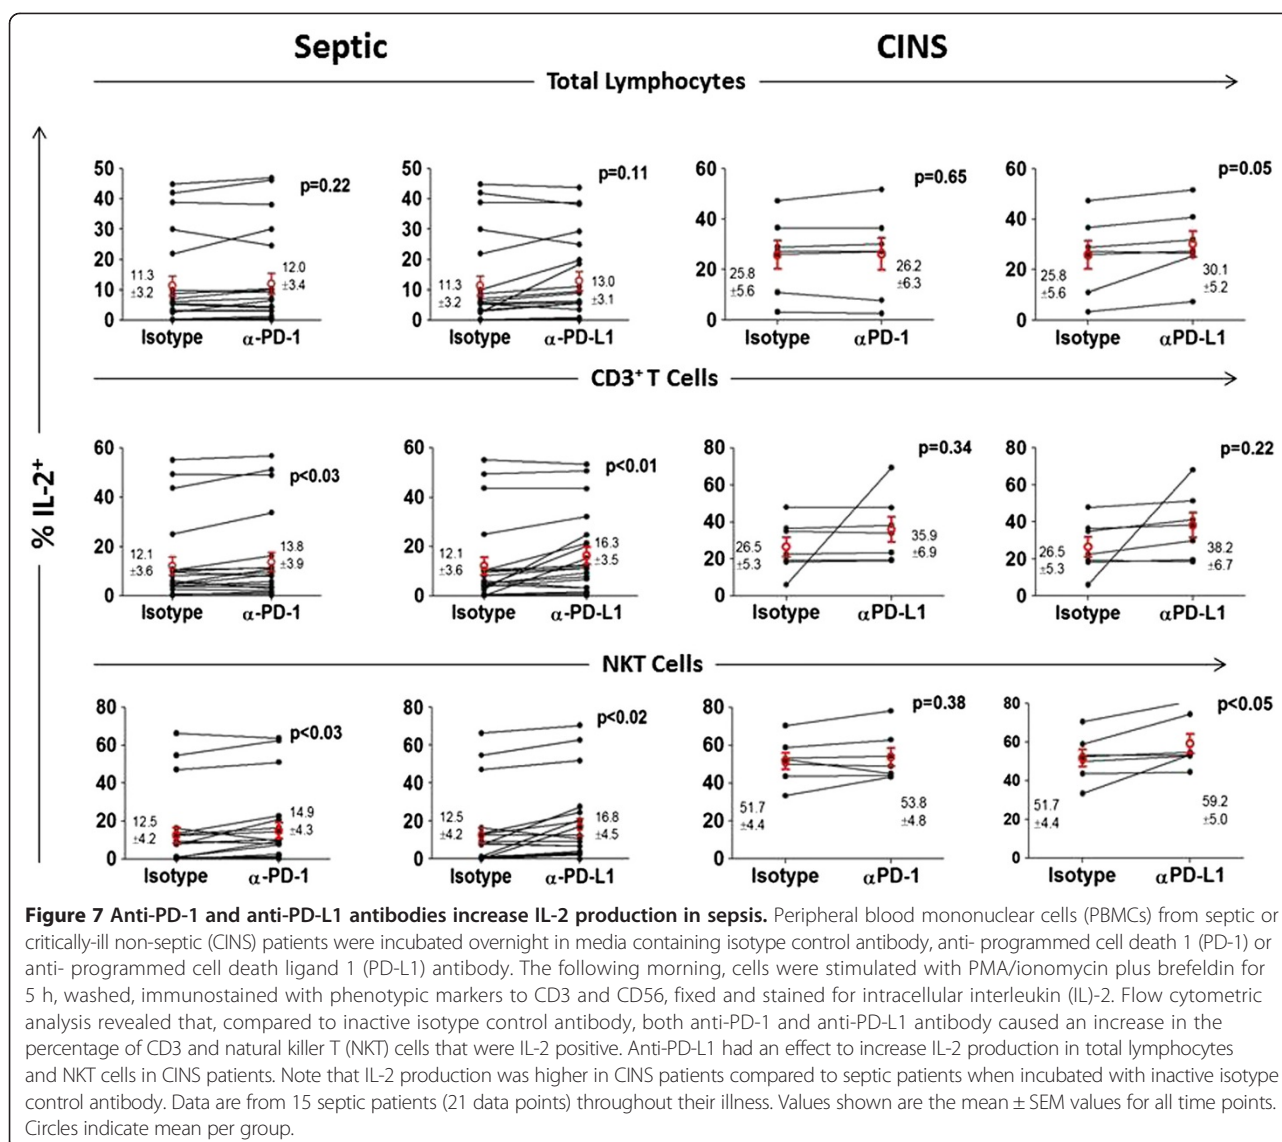 Septic CINS
Total Lymphocytes
% IL-2+
50 40 30 20 10 0
p=0.22
11.3 ±3.2
12.0 ±3.4
Isotype α-PD-1
50 40 30 20 10 0
p=0.11
11.3 ±3.2
13.0 ±3.1
Isotype α-PD-L1
60 40 20 0
p=0.65
25.8 ±5.6
26.2 ±6.3
Isotype αPD-1
60 40 20 0
p=0.05
25.8 ±5.6
30.1 ±5.2
Isotype αPD-L1
CD3+ T Cells
60 40 20 0
p<0.03
12.1 ±3.6
13.8 ±3.9
Isotype α-PD-1
60 40 20 0
p<0.01
12.1 ±3.6
16.3 ±3.5
Isotype α-PD-L1
80 60 40 20 0
p=0.34
26.5 ±5.3
35.9 ±6.9
Isotype αPD-L1
80 60 40 20 0
p=0.22
26.5 ±5.3
38.2 ±6.7
Isotype αPD-L1
NKT Cells
80 60 40 20 0
p<0.03
12.5 ±4.2
14.9 ±4.3
Isotype α-PD-1
80 60 40 20 0
p<0.02
12.5 ±4.2
16.8 ±4.5
Isotype α-PD-L1
80 60 40 20 0
p=0.38
51.7 ±4.4
53.8 ±4.8
Isotype αPD-1
80 60 40 20 0
p<0.05
51.7 ±4.4
59.2 ±5.0
Isotype αPD-L1
Figure 7 Anti-PD-1 and anti-PD-L1 antibodies increase IL-2 production in sepsis. Peripheral blood mononuclear cells (PBMCs) from septic or
critically-ill non-septic (CINS) patients were incubated overnight in media containing isotype control antibody, anti- programmed cell death 1 (PD-1) or
anti- programmed cell death ligand 1 (PD-L1) antibody. The following morning, cells were stimulated with PMA/ionomycin plus brefeldin for
5 h, washed, immunostained with phenotypic markers to CD3 and CD56, fixed and stained for intracellular interleukin (IL)-2. Flow cytometric
analysis revealed that, compared to inactive isotype control antibody, both anti-PD-1 and anti-PD-L1 antibody caused an increase in the
percentage of CD3 and natural killer T (NKT) cells that were IL-2 positive. Anti-PD-L1 had an effect to increase IL-2 production in total lymphocytes
and NKT cells in CINS patients. Note that IL-2 production was higher in CINS patients compared to septic patients when incubated with inactive isotype
control antibody. Data are from 15 septic patients (21 data points) throughout their illness. Values shown are the mean ± SEM values for all time points.
Circles indicate mean per group.